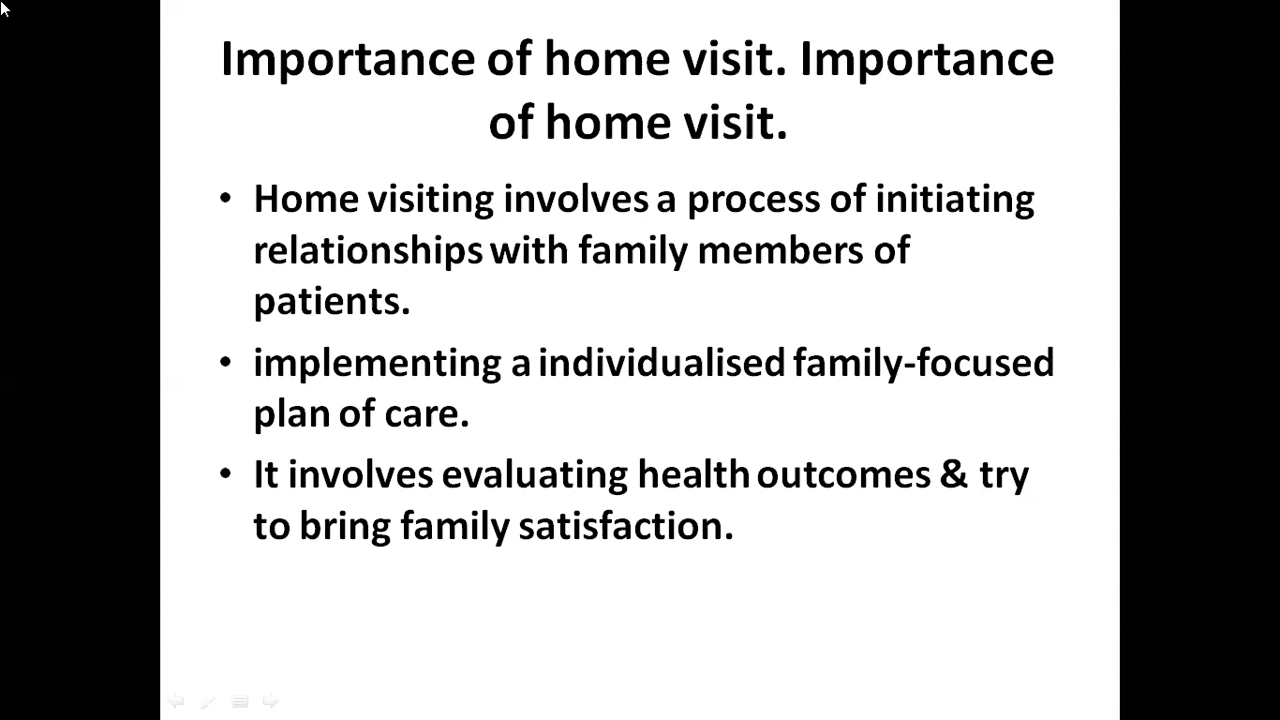 Importance of home visit. Importance
of home visit.
• Home visiting involves a process of initiating
relationships with family members of
patients.
• implementing a individualised family-focused
plan of care.
• It involves evaluating health outcomes & try
to bring family satisfaction.